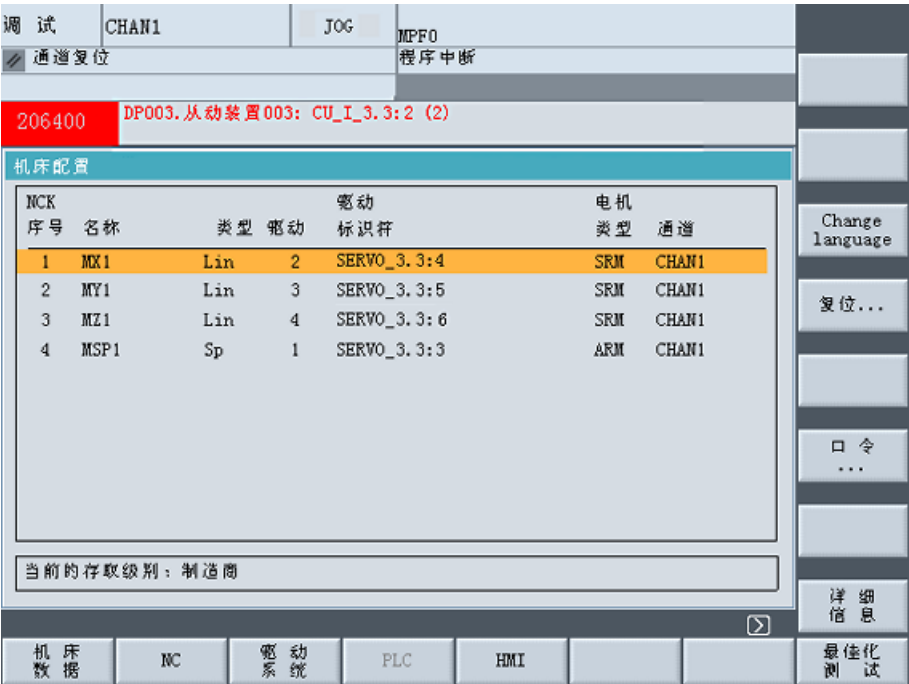 调 试 CHAN1 JOG MPF0
通道复位 程序中断
206400 DP003.从动装置003: CU_I_3.3:2 (2)
机床配置
NCK 驱动 电机
序号 名称 类型 驱动 标识符 类型 通道
1 MX1 Lin 2 SERVO_3.3:4 SRM CHAN1
2 MY1 Lin 3 SERVO_3.3:5 SRM CHAN1
3 MZ1 Lin 4 SERVO_3.3:6 SRM CHAN1
4 MSP1 Sp 1 SERVO_3.3:3 ARM CHAN1
当前的存取级别：制造商
Change
language
复位...
口 令
...
详 细
信 息
机 床
数 据
NC
驱 动
系 统
PLC
HMI
最佳化
测 试